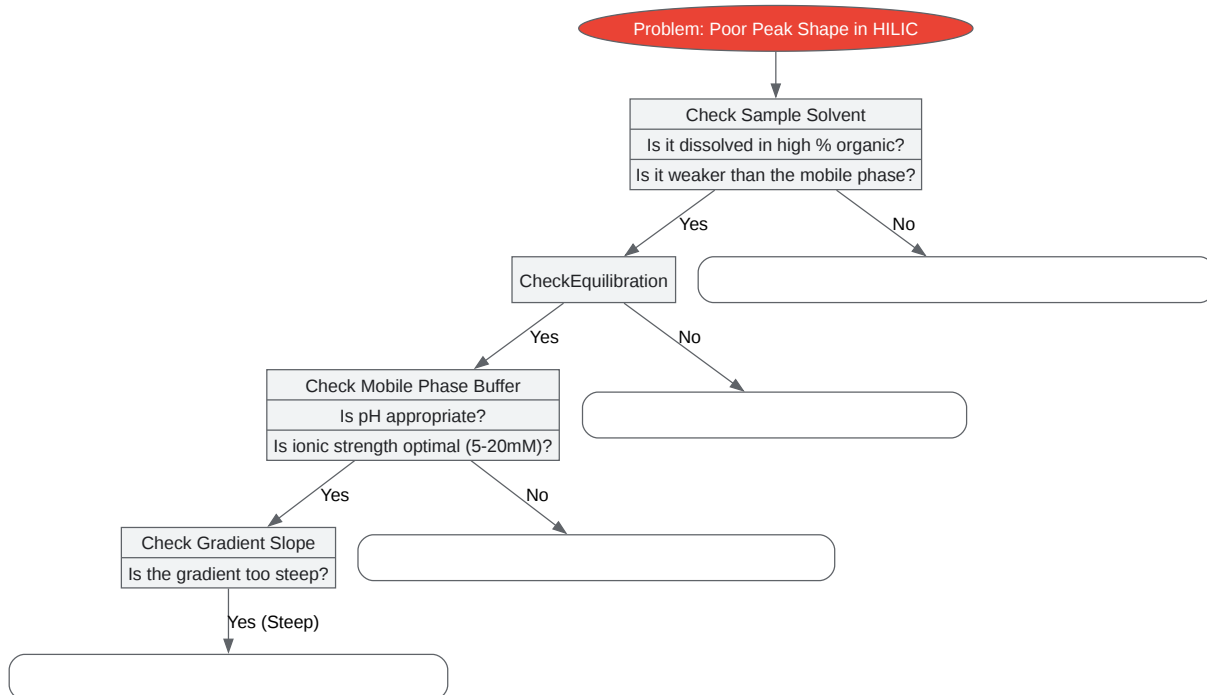 Problem: Poor Peak Shape in HILIC
Check Sample Solvent
Is it dissolved in high % organic?
Is it weaker than the mobile phase?
Yes
No
CheckEquilibration
Yes
No
Check Mobile Phase Buffer
Is pH appropriate?
Is ionic strength optimal (5-20mM)?
Yes
No
Check Gradient Slope
Is the gradient too steep?
Yes (Steep)